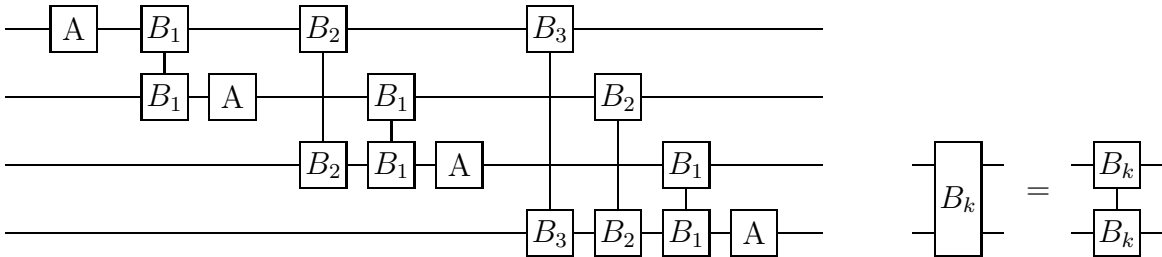 A B₁ B₂ B₃
B₁ A B₁ B₂
B₂ B₁ A B₁ Bₖ = Bₖ
B₃ B₂ B₁ A Bₖ